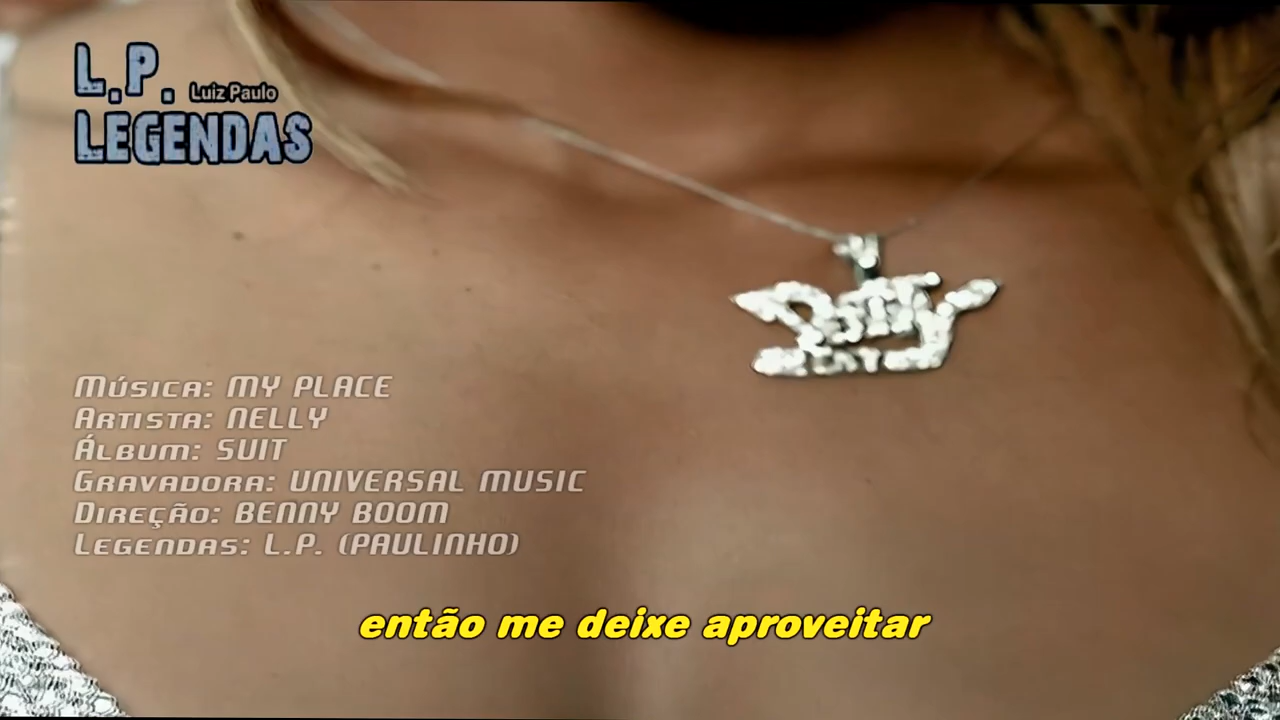 L.P. Luiz Paulo
LEGENDAS
Música: MY PLACE
Artista: NELLY
Álbum: SUIT
Gravadora: UNIVERSAL MUSIC
Direção: BENNY BOOM
Legendas: L.P. (PAULINHO)
então me deixe aproveitar